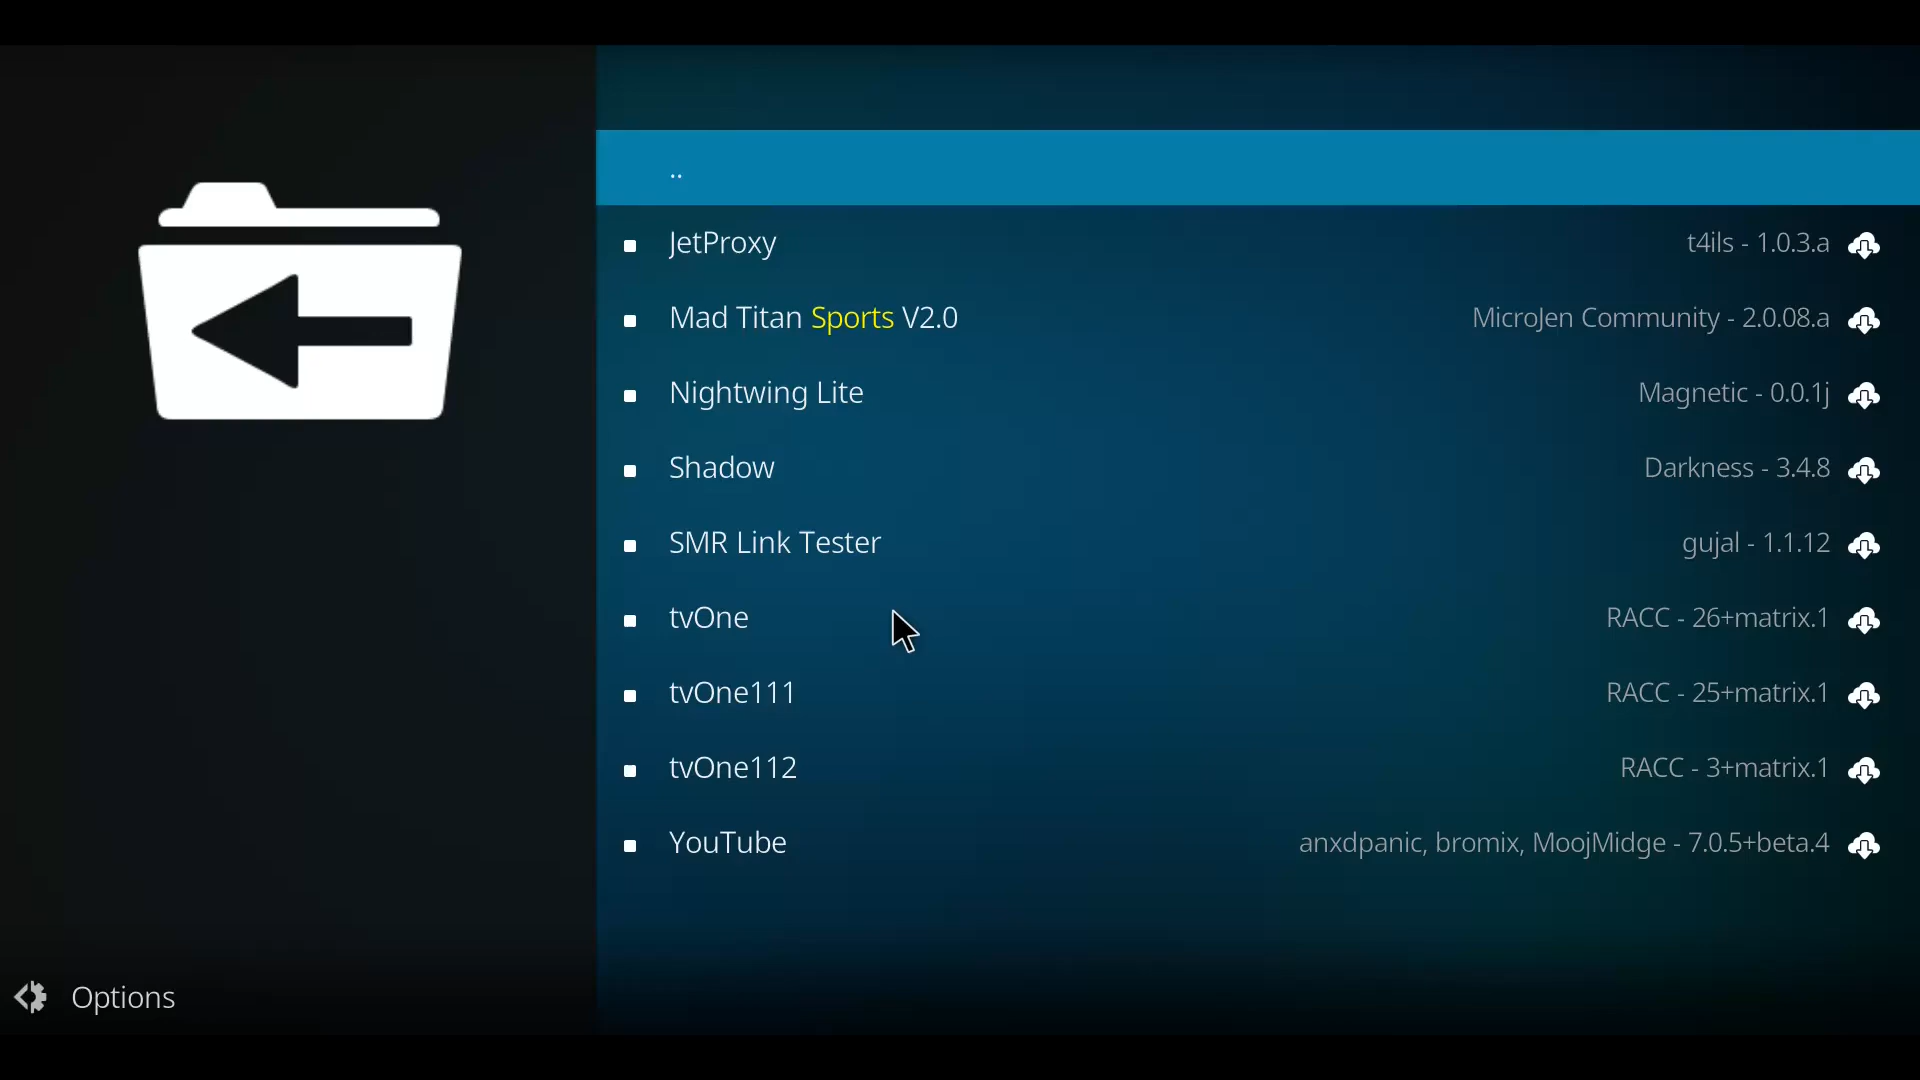 ..
JetProxy t4ils - 1.0.3.a
Mad Titan Sports V2.0 MicroJen Community - 2.0.08.a
Nightwing Lite Magnetic - 0.0.1j
Shadow Darkness - 3.4.8
SMR Link Tester gujal - 1.1.12
tvOne RACC - 26+matrix.1
tvOne111 RACC - 25+matrix.1
tvOne112 RACC - 3+matrix.1
YouTube anxdpanic, bromix, MoojMidge - 7.0.5+beta.4
Options